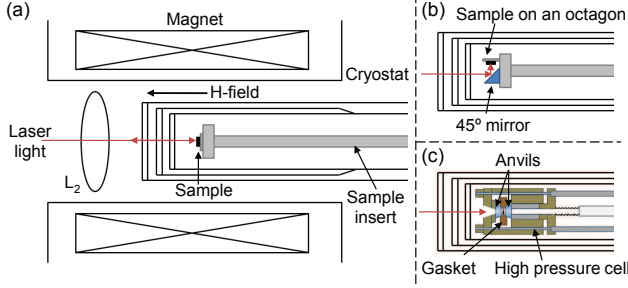 (a)
Magnet
Cryostat
H-field
Laser
light
L2
Sample
Sample
insert
(b)
Sample on an octagon
45º mirror
(c)
Anvils
Gasket
High pressure cell